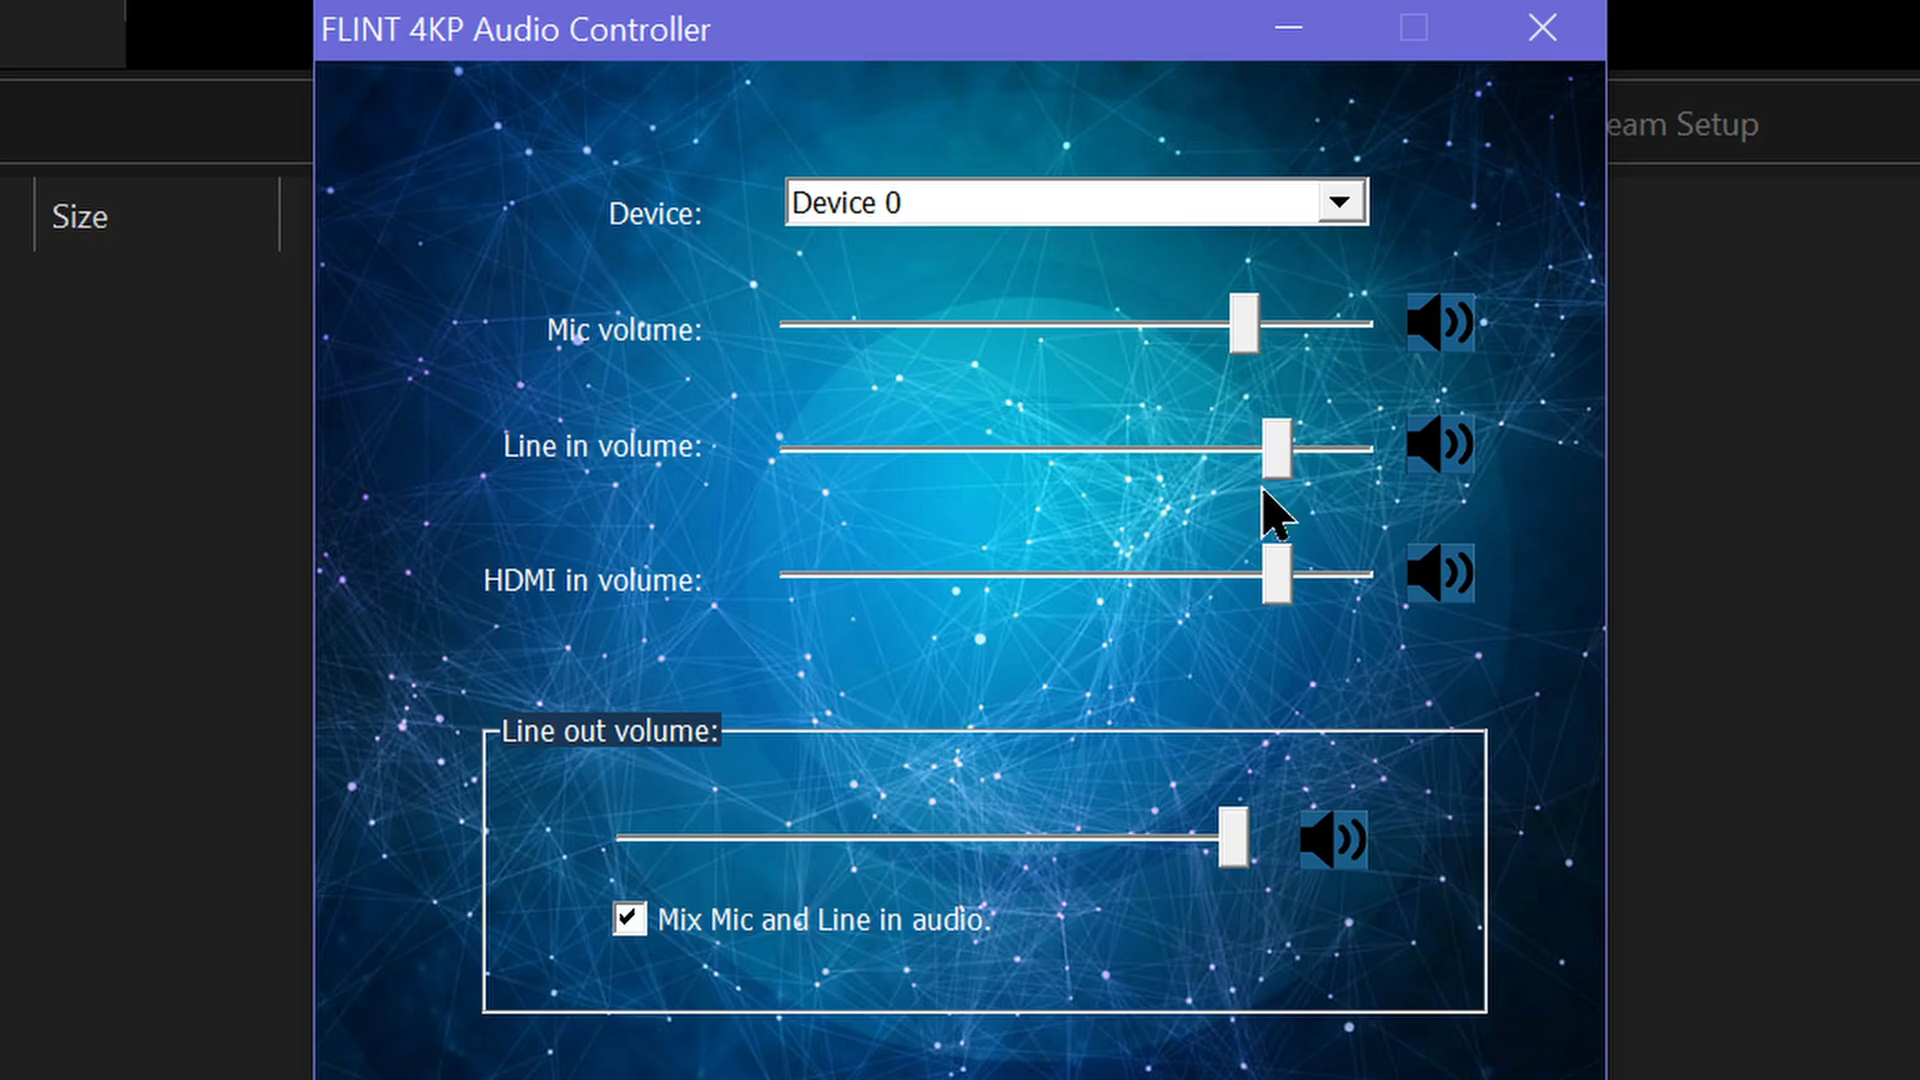 FLINT 4KP Audio Controller
eam Setup
Size
Device:
Device 0
Mic volume:
Line in volume:
HDMI in volume:
Line out volume:
Mix Mic and Line in audio.